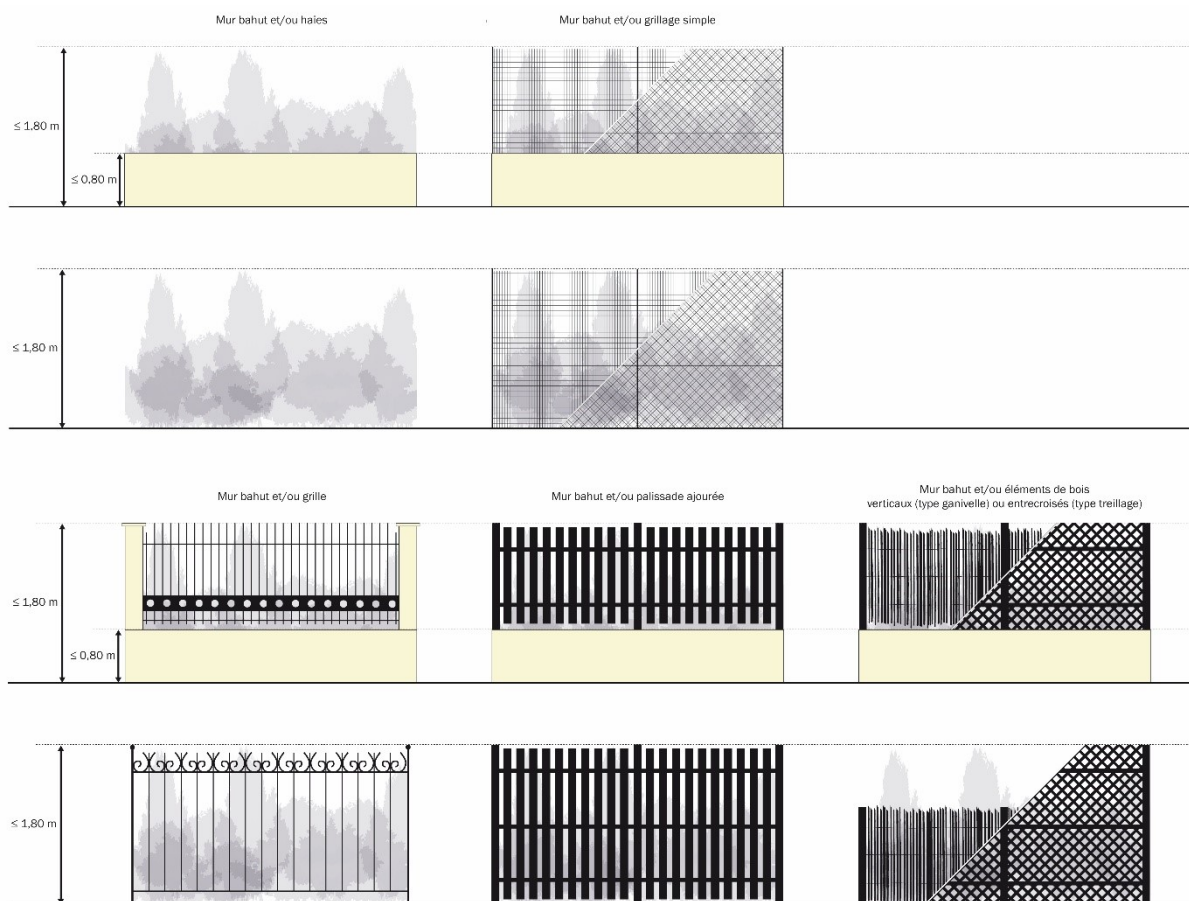 Mur bahut et/ou haies
Mur bahut et/ou grillage simple
≤ 1,80 m
≤ 0,80 m
≤ 1,80 m
Mur bahut et/ou grille
Mur bahut et/ou palissade ajourée
Mur bahut et/ou éléments de bois
verticaux (type ganivelle) ou entrecroisés (type treillage)
≤ 1,80 m
≤ 0,80 m
≤ 1,80 m